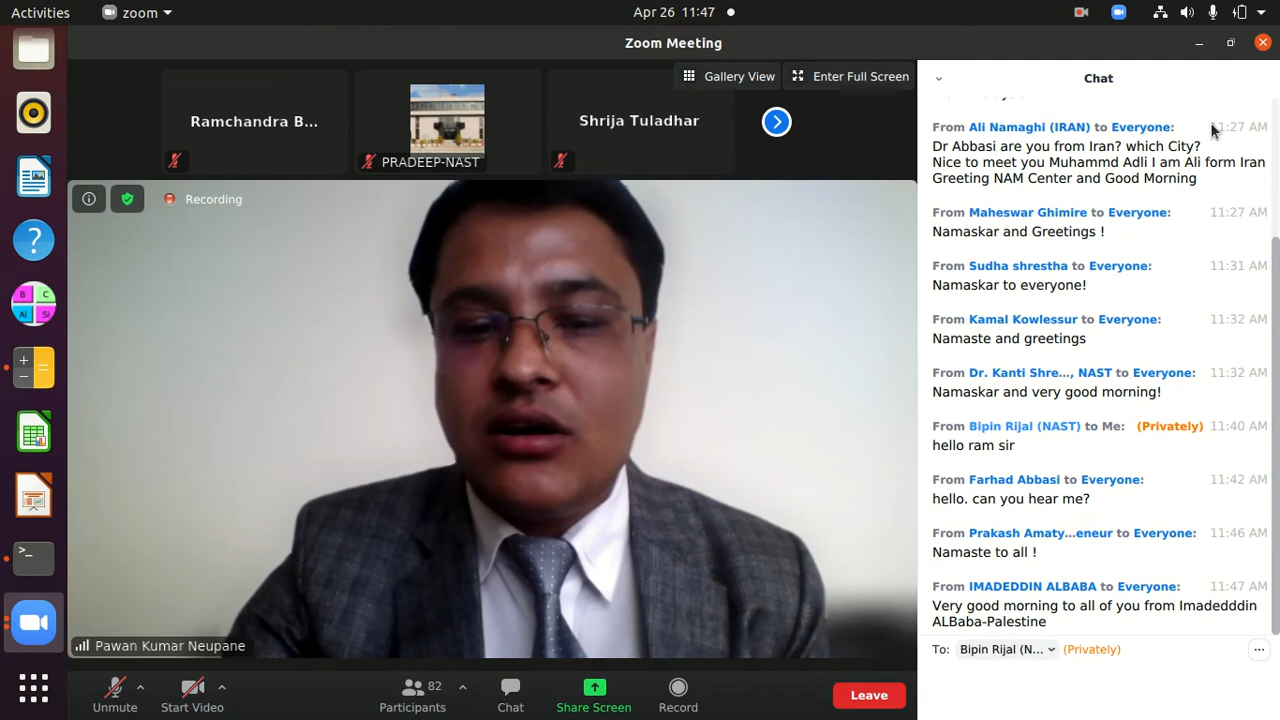 Activities
zoom
Apr 26 11:47
Zoom Meeting
Gallery View
Enter Full Screen
Ramchandra B...
PRADEEP-NAST
Shrija Tuladhar
Recording
Pawan Kumar Neupane
Unmute
Start Video
82
Participants
Chat
Share Screen
Record
Leave
Chat
From Ali Namaghi (IRAN) to Everyone: 11:27 AM
Dr Abbasi are you from Iran? which City?
Nice to meet you Muhammd Adli I am Ali form Iran
Greeting NAM Center and Good Morning
From Maheswar Ghimire to Everyone: 11:27 AM
Namaskar and Greetings !
From Sudha shrestha to Everyone: 11:31 AM
Namaskar to everyone!
From Kamal Kowlessur to Everyone: 11:32 AM
Namaste and greetings
From Dr. Kanti Shre..., NAST to Everyone: 11:32 AM
Namaskar and very good morning!
From Bipin Rijal (NAST) to Me: (Privately) 11:40 AM
hello ram sir
From Farhad Abbasi to Everyone: 11:42 AM
hello. can you hear me?
From Prakash Amaty...eneur to Everyone: 11:46 AM
Namaste to all !
From IMADEDDIN ALBABA to Everyone: 11:47 AM
Very good morning to all of you from Imadedddin
ALBaba-Palestine
To: Bipin Rijal (N... (Privately)